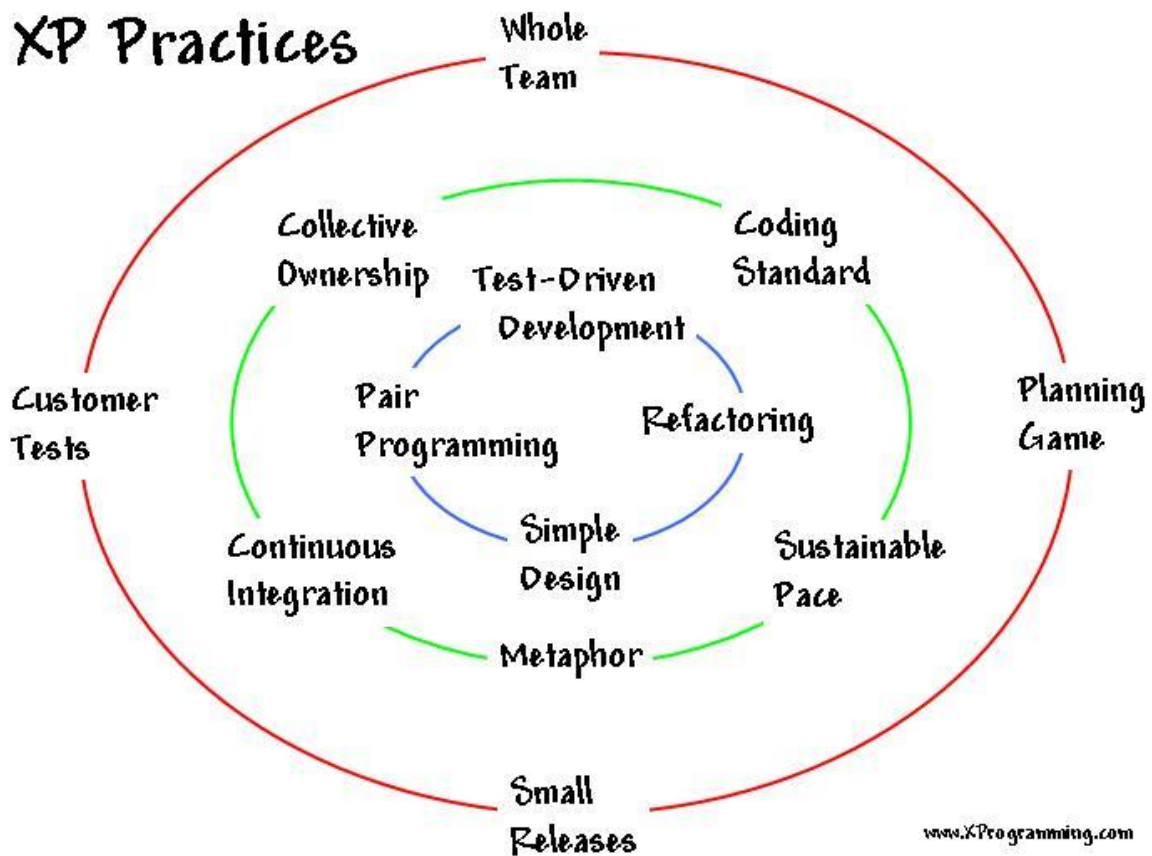 XP Practices
Whole
Team
Collective
Ownership
Coding
Standard
Test-Driven
Development
Customer
Tests
Pair
Programming
Refactoring
Planning
Game
Continuous
Integration
Simple
Design
Sustainable
Pace
Metaphor
Small
Releases
www.XProgramming.com